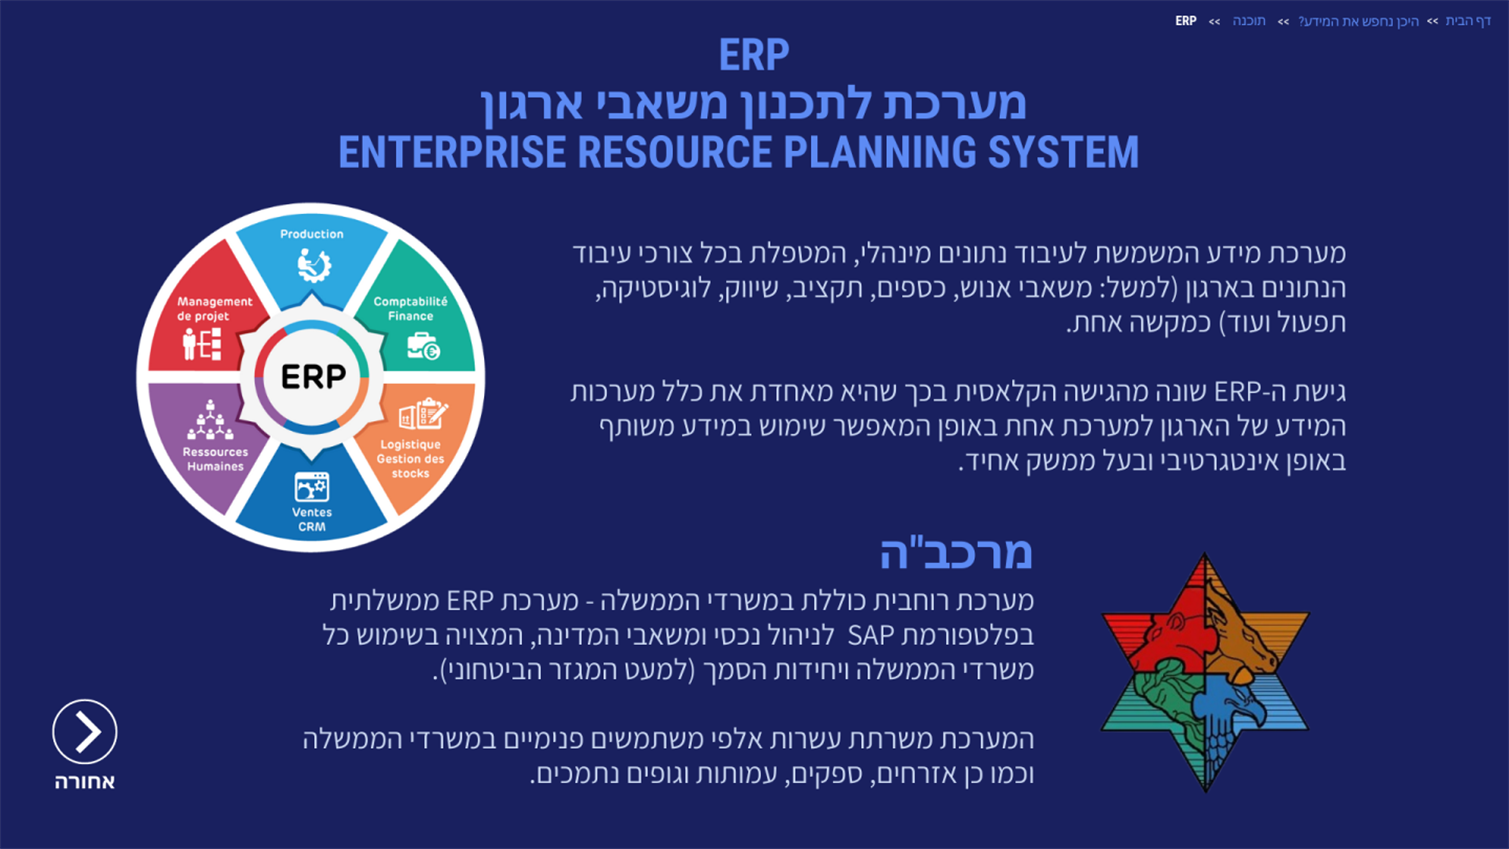 דף הבית >> היכן נחפש את המידע? >> תוכנה >> ERP
ERP
מערכת לתכנון משאבי ארגון
ENTERPRISE RESOURCE PLANNING SYSTEM
מערכת מידע המשמשת לעיבוד נתונים מינהלי, המטפלת בכל צורכי עיבוד
הנתונים בארגון (למשל: משאבי אנוש, כספים, תקציב, שיווק, לוגיסטיקה,
תפעול ועוד) כמקשה אחת.
גישת ה-ERP שונה מהגישה הקלאסית בכך שהיא מאחדת את כלל מערכות
המידע של הארגון למערכת אחת באופן המאפשר שימוש במידע משותף
באופן אינטגרטיבי ובעל ממשק אחיד.
Production
Comptabilité
Finance
Logistique
Gestion des
stocks
Ventes
CRM
Ressources
Humaines
Management
de projet
ERP
מרכב"ה
מערכת רוחבית כוללת במשרדי הממשלה - מערכת ERP ממשלתית
בפלטפורמת SAP לניהול נכסי ומשאבי המדינה, המצויה בשימוש כל
משרדי הממשלה ויחידות הסמך (למעט המגזר הביטחוני).
המערכת משרתת עשרות אלפי משתמשים פנימיים במשרדי הממשלה
וכמו כן אזרחים, ספקים, עמותות וגופים נתמכים.
אחורה